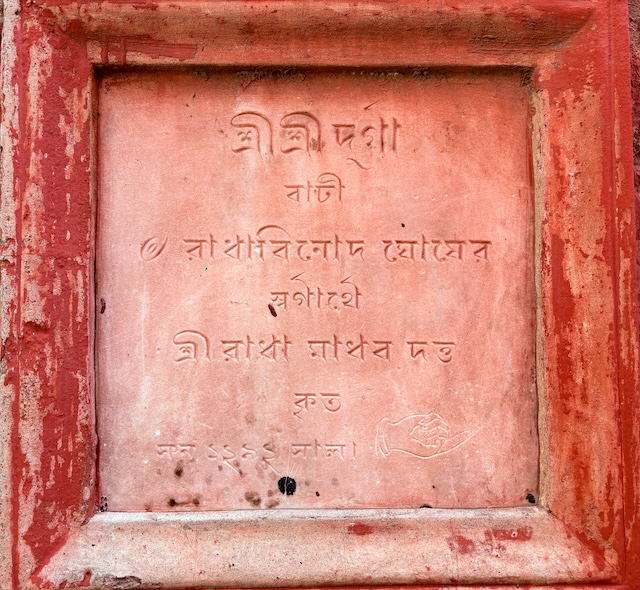 শ্রীশ্রী দুর্গা
বাটী
৺ রাধাবিনোদ ঘোষের
স্বর্গার্থে
শ্রী রাধা মাধব দত্ত
কৃত
সন ১২৯২ সাল।